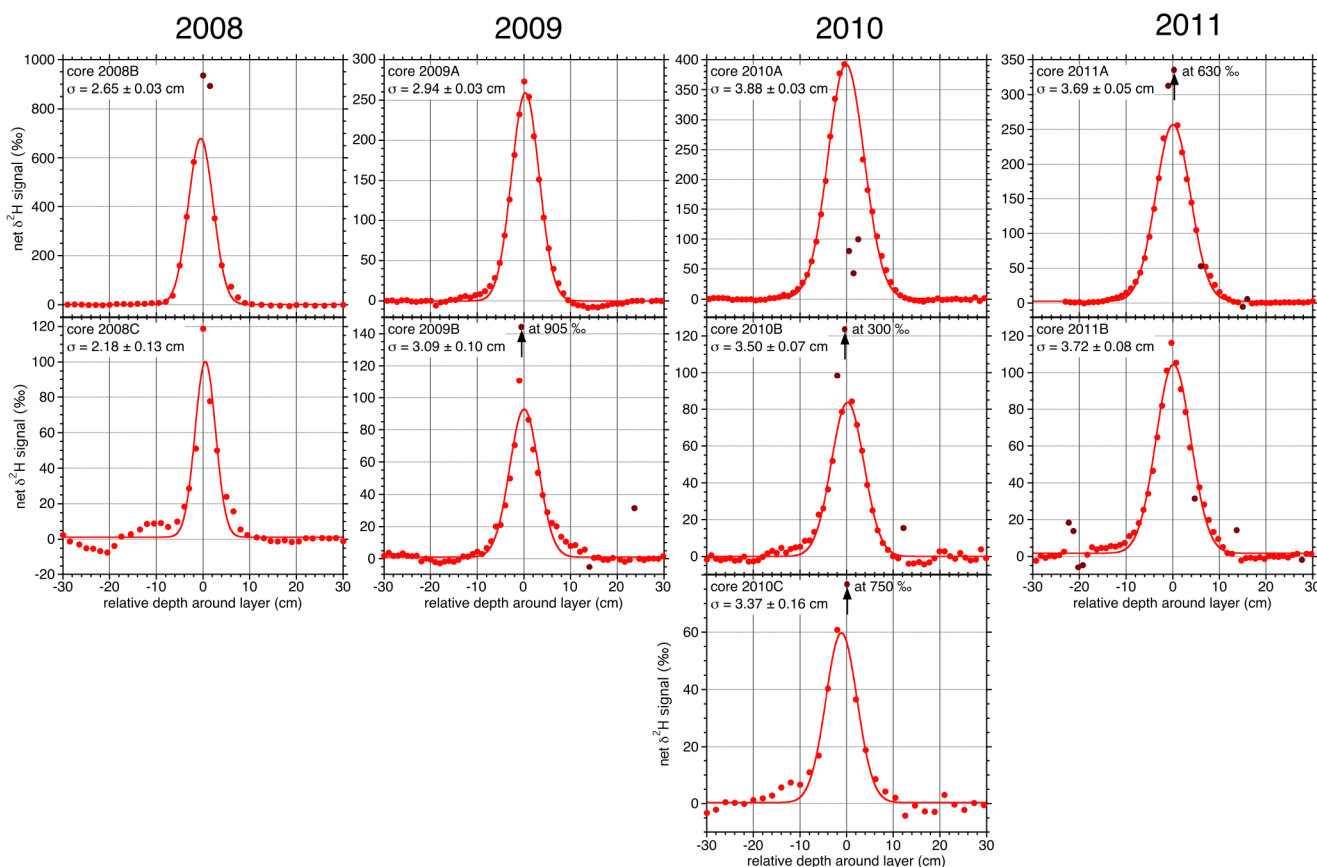 2008
2009
2010
2011
core 2008B
σ = 2.65 ± 0.03 cm
core 2009A
σ = 2.94 ± 0.03 cm
core 2010A
σ = 3.88 ± 0.03 cm
core 2011A
σ = 3.69 ± 0.05 cm
at 630 ‰
net δ²H signal (‰)
1000
800
600
400
200
0
300
250
200
150
100
50
0
400
350
300
250
200
150
100
50
0
350
300
250
200
150
100
50
0
core 2008C
σ = 2.18 ± 0.13 cm
core 2009B
σ = 3.09 ± 0.10 cm
at 905 ‰
core 2010B
σ = 3.50 ± 0.07 cm
at 300 ‰
core 2011B
σ = 3.72 ± 0.08 cm
120
100
80
60
40
20
0
-20
140
120
100
80
60
40
20
0
120
100
80
60
40
20
0
120
100
80
60
40
20
0
-30 -20 -10 0 10 20 30
relative depth around layer (cm)
-30 -20 -10 0 10 20 30
relative depth around layer (cm)
-30 -20 -10 0 10 20 30
relative depth around layer (cm)
core 2010C
σ = 3.37 ± 0.16 cm
at 750 ‰
net δ²H signal (‰)
60
40
20
0
-30 -20 -10 0 10 20 30
relative depth around layer (cm)